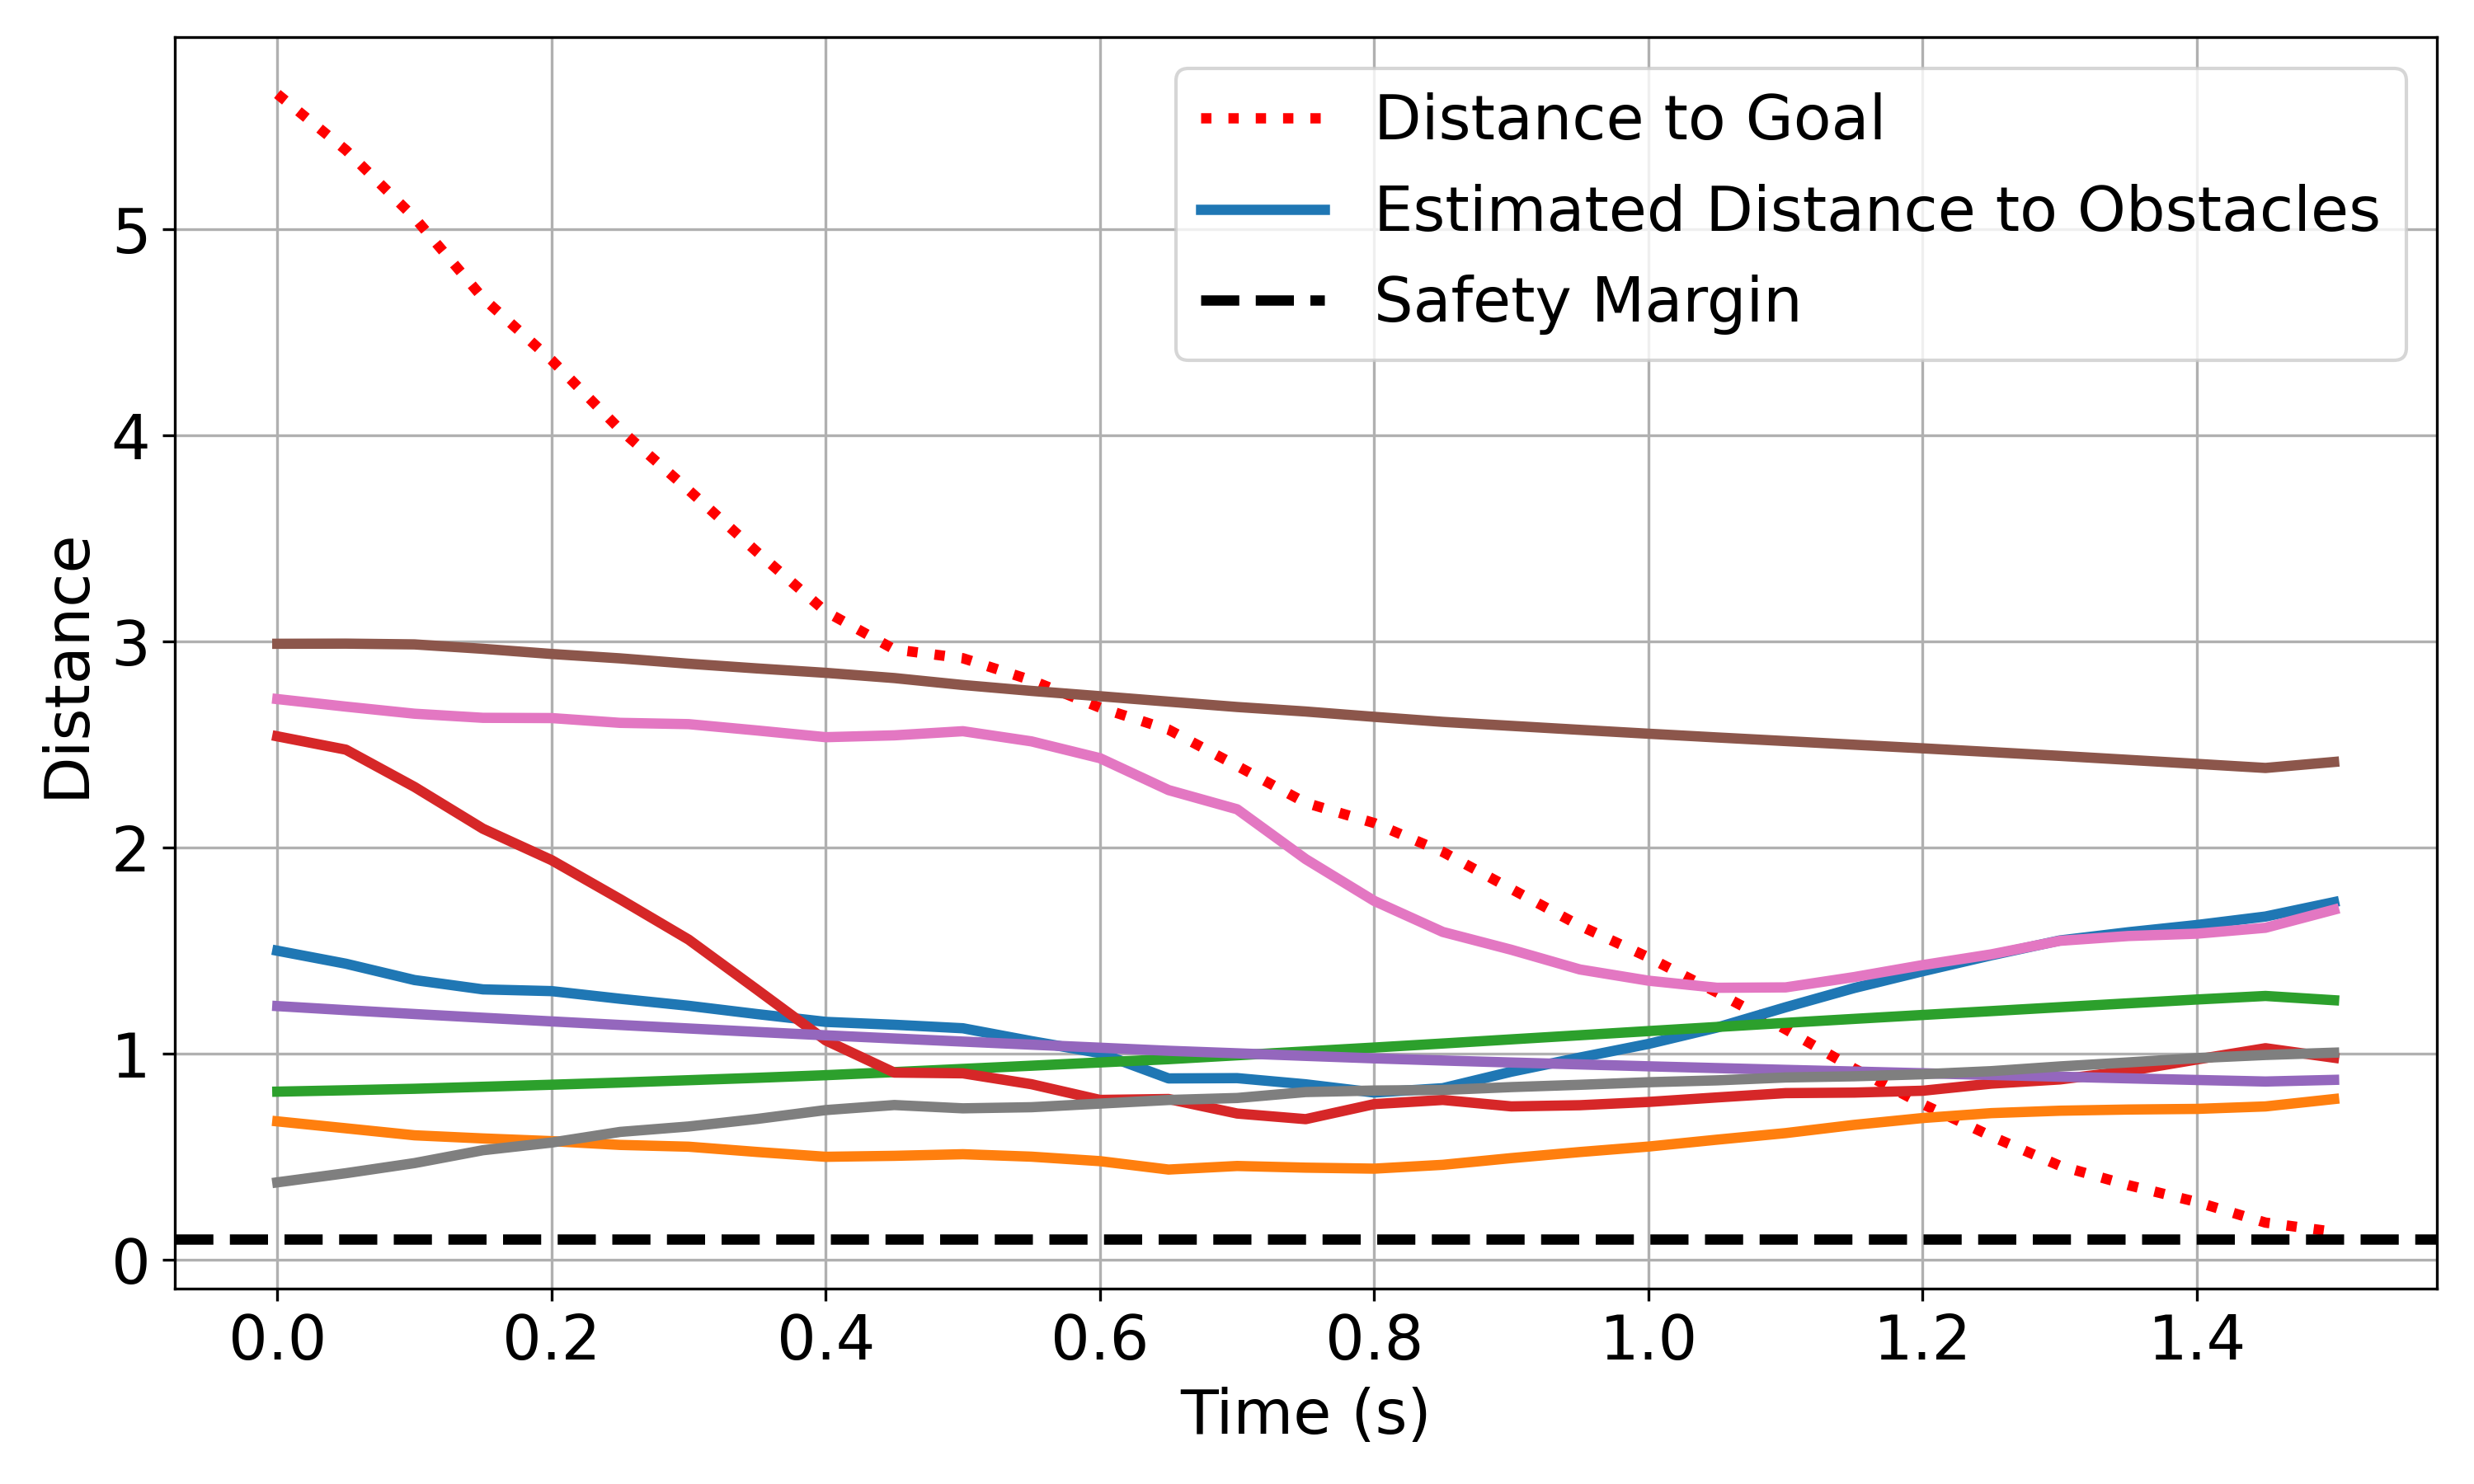 Distance to Goal
Estimated Distance to Obstacles
Safety Margin
5
4
3
2
1
0
Distance
0.0 0.2 0.4 0.6 0.8 1.0 1.2 1.4
Time (s)